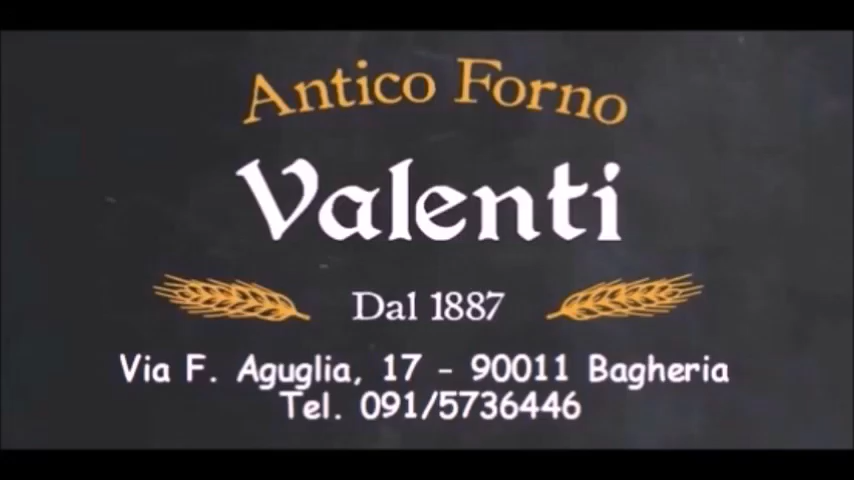 Antico Forno
Valenti
Dal 1887
Via F. Aguglia, 17 - 90011 Bagheria
Tel. 091/5736446